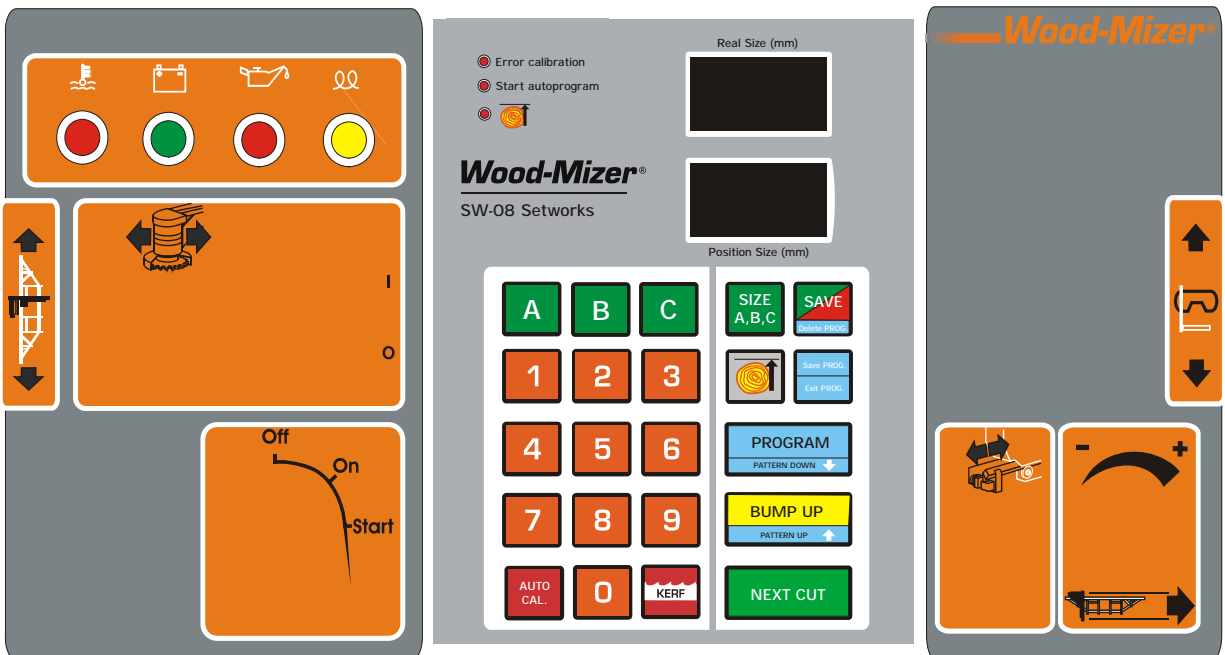 I
O
Off
On
Start
Error calibration
Start autoprogram
Real Size (mm)
Wood-Mizer®
SW-08 Setworks
Position Size (mm)
A
B
C
SIZE
A,B,C
SAVE
Delete PROG.
1
2
3
Save PROG.
Exit PROG.
4
5
6
PROGRAM
PATTERN DOWN
7
8
9
BUMP UP
PATTERN UP
AUTO
CAL.
0
KERF
NEXT CUT
Wood-Mizer®
- +